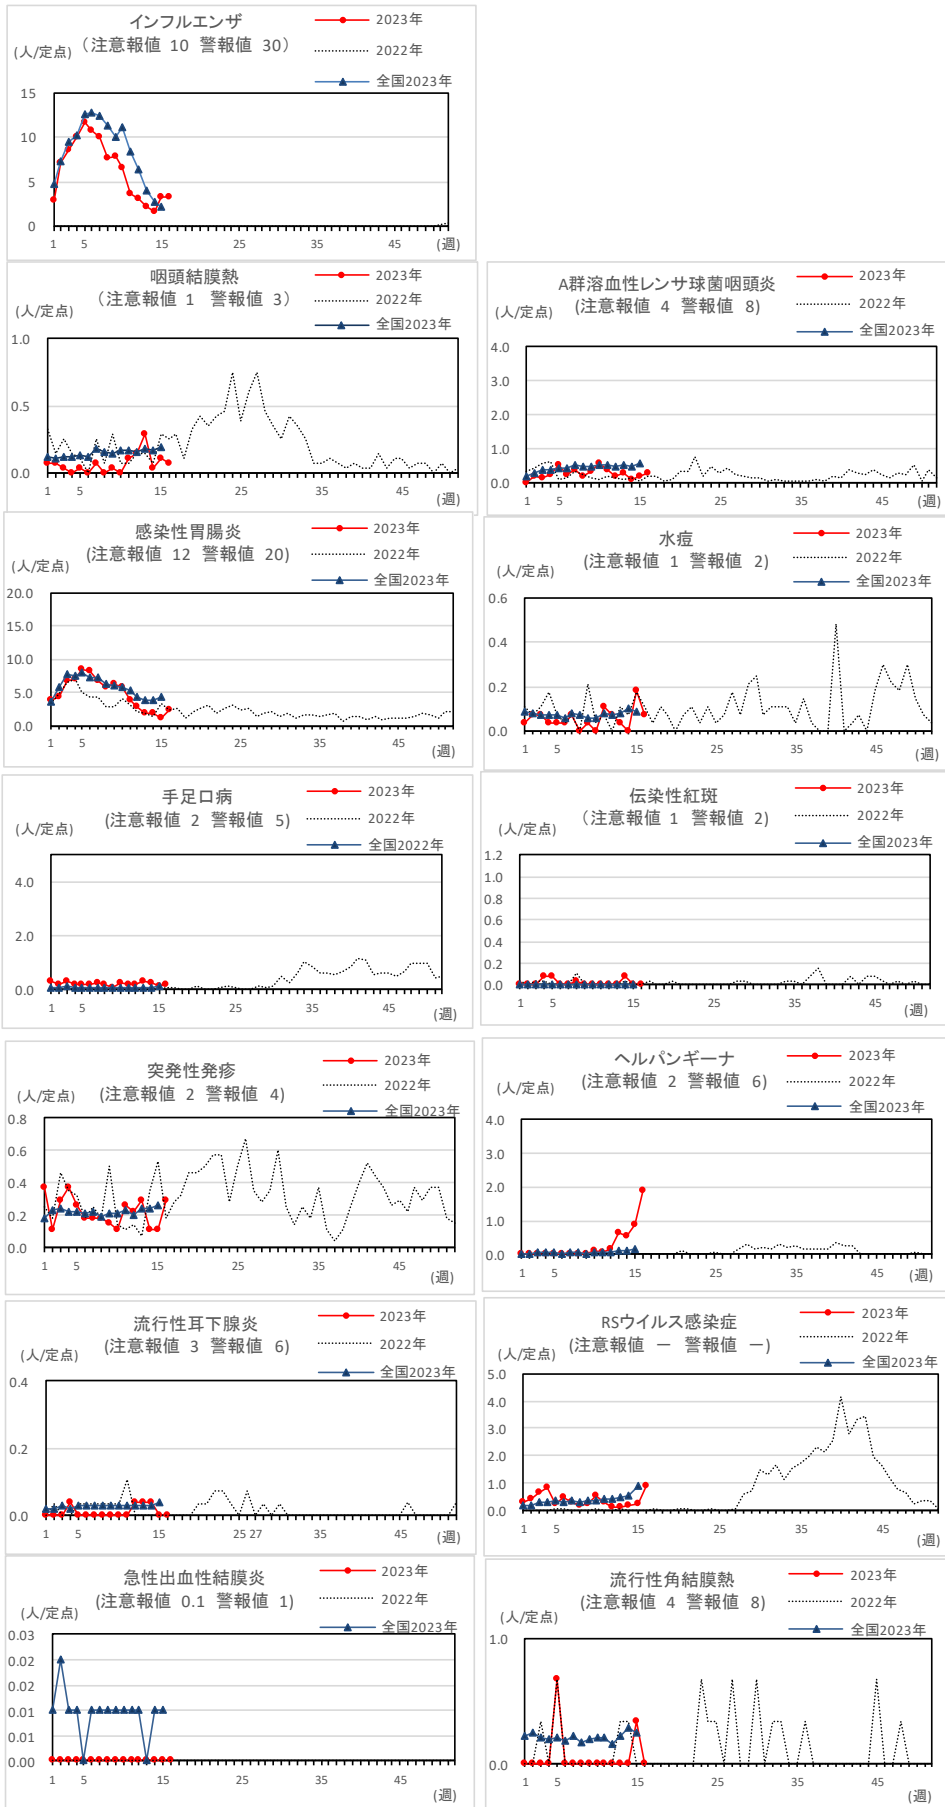 インフルエンザ
（注意報値 10 警報値 30）
2023年
2022年
全国2023年
(人/定点)
15
10
5
0
1 5 15 25 35 45 (週)
咽頭結膜熱
（注意報値 1 警報値 3）
2023年
2022年
全国2023年
(人/定点)
1.0
0.5
0.0
1 5 15 25 35 45 (週)
A群溶血性レンサ球菌咽頭炎
(注意報値 4 警報値 8)
2023年
2022年
全国2023年
(人/定点)
4.0
3.0
2.0
1.0
0.0
1 5 15 25 35 45 (週)
感染性胃腸炎
(注意報値 12 警報値 20)
2023年
2022年
全国2023年
(人/定点)
20.0
15.0
10.0
5.0
0.0
1 5 15 25 35 45 (週)
水痘
(注意報値 1 警報値 2)
2023年
2022年
全国2023年
(人/定点)
0.6
0.4
0.2
0.0
1 5 15 25 35 45 (週)
手足口病
(注意報値 2 警報値 5)
2023年
2022年
全国2022年
(人/定点)
4.0
2.0
0.0
1 5 15 25 35 45 (週)
伝染性紅斑
（注意報値 1 警報値 2）
2023年
2022年
全国2023年
(人/定点)
1.2
1.0
0.8
0.6
0.4
0.2
0.0
1 5 15 25 35 45 (週)
突発性発疹
(注意報値 2 警報値 4)
2023年
2022年
全国2023年
(人/定点)
0.8
0.6
0.4
0.2
0.0
1 5 15 25 35 45 (週)
ヘルパンギーナ
(注意報値 2 警報値 6)
2023年
2022年
全国2023年
(人/定点)
4.0
3.0
2.0
1.0
0.0
1 5 15 25 35 45 (週)
流行性耳下腺炎
(注意報値 3 警報値 6)
2023年
2022年
全国2023年
(人/定点)
0.4
0.2
0.0
1 5 15 25 27 35 45 (週)
RSウイルス感染症
(注意報値 － 警報値 －)
2023年
2022年
全国2023年
(人/定点)
5.0
4.0
3.0
2.0
1.0
0.0
1 5 15 25 35 45 (週)
急性出血性結膜炎
(注意報値 0.1 警報値 1)
2023年
2022年
全国2023年
(人/定点)
0.03
0.02
0.02
0.01
0.01
0.00
1 5 15 25 35 45 (週)
流行性角結膜熱
(注意報値 4 警報値 8)
2023年
2022年
全国2023年
(人/定点)
1.0
0.0
1 5 15 25 35 45 (週)